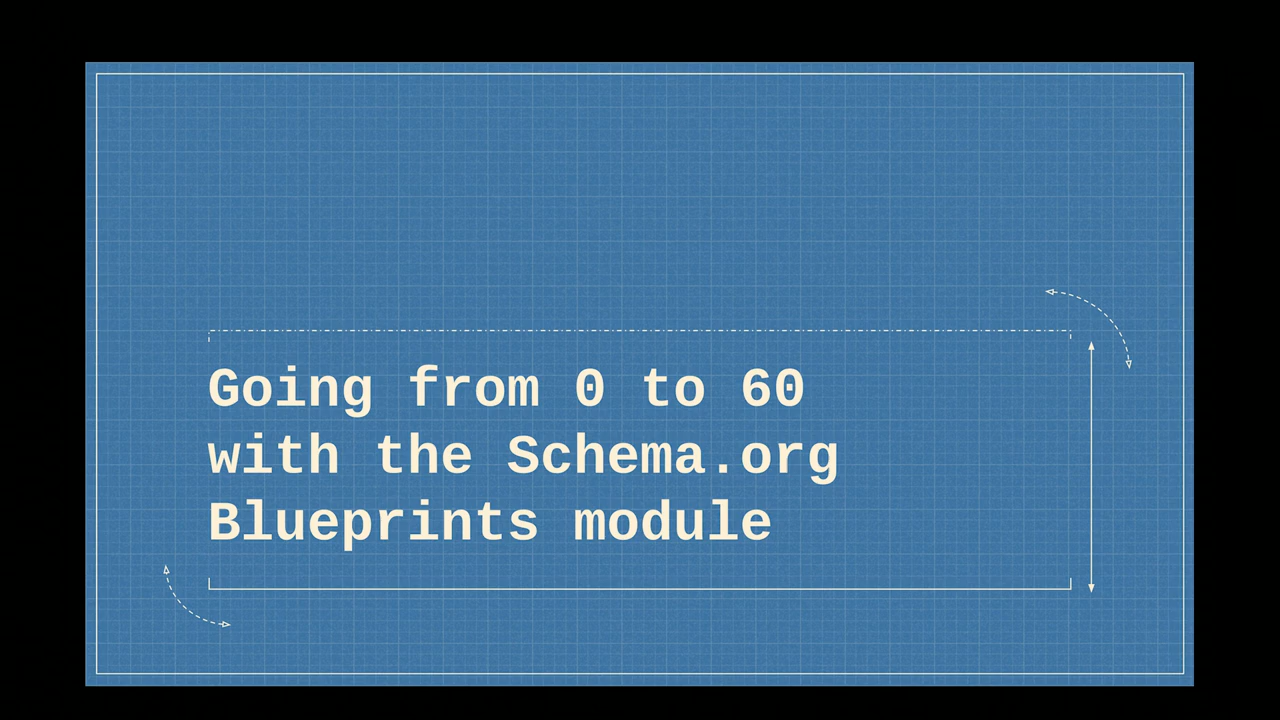 Going from 0 to 60
with the Schema.org
Blueprints module